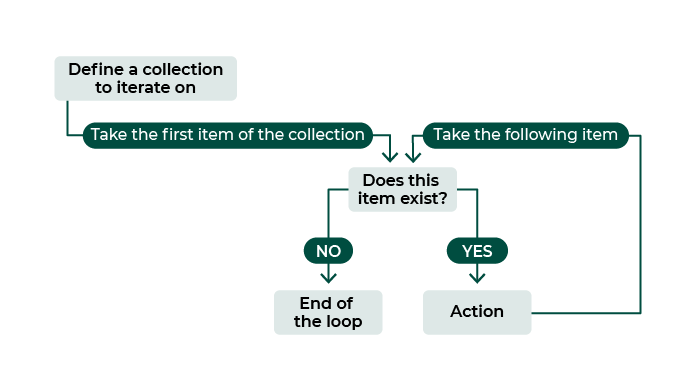 Define a collection
to iterate on
Take the first item of the collection
Take the following item
Does this
item exist?
NO
YES
End of
the loop
Action